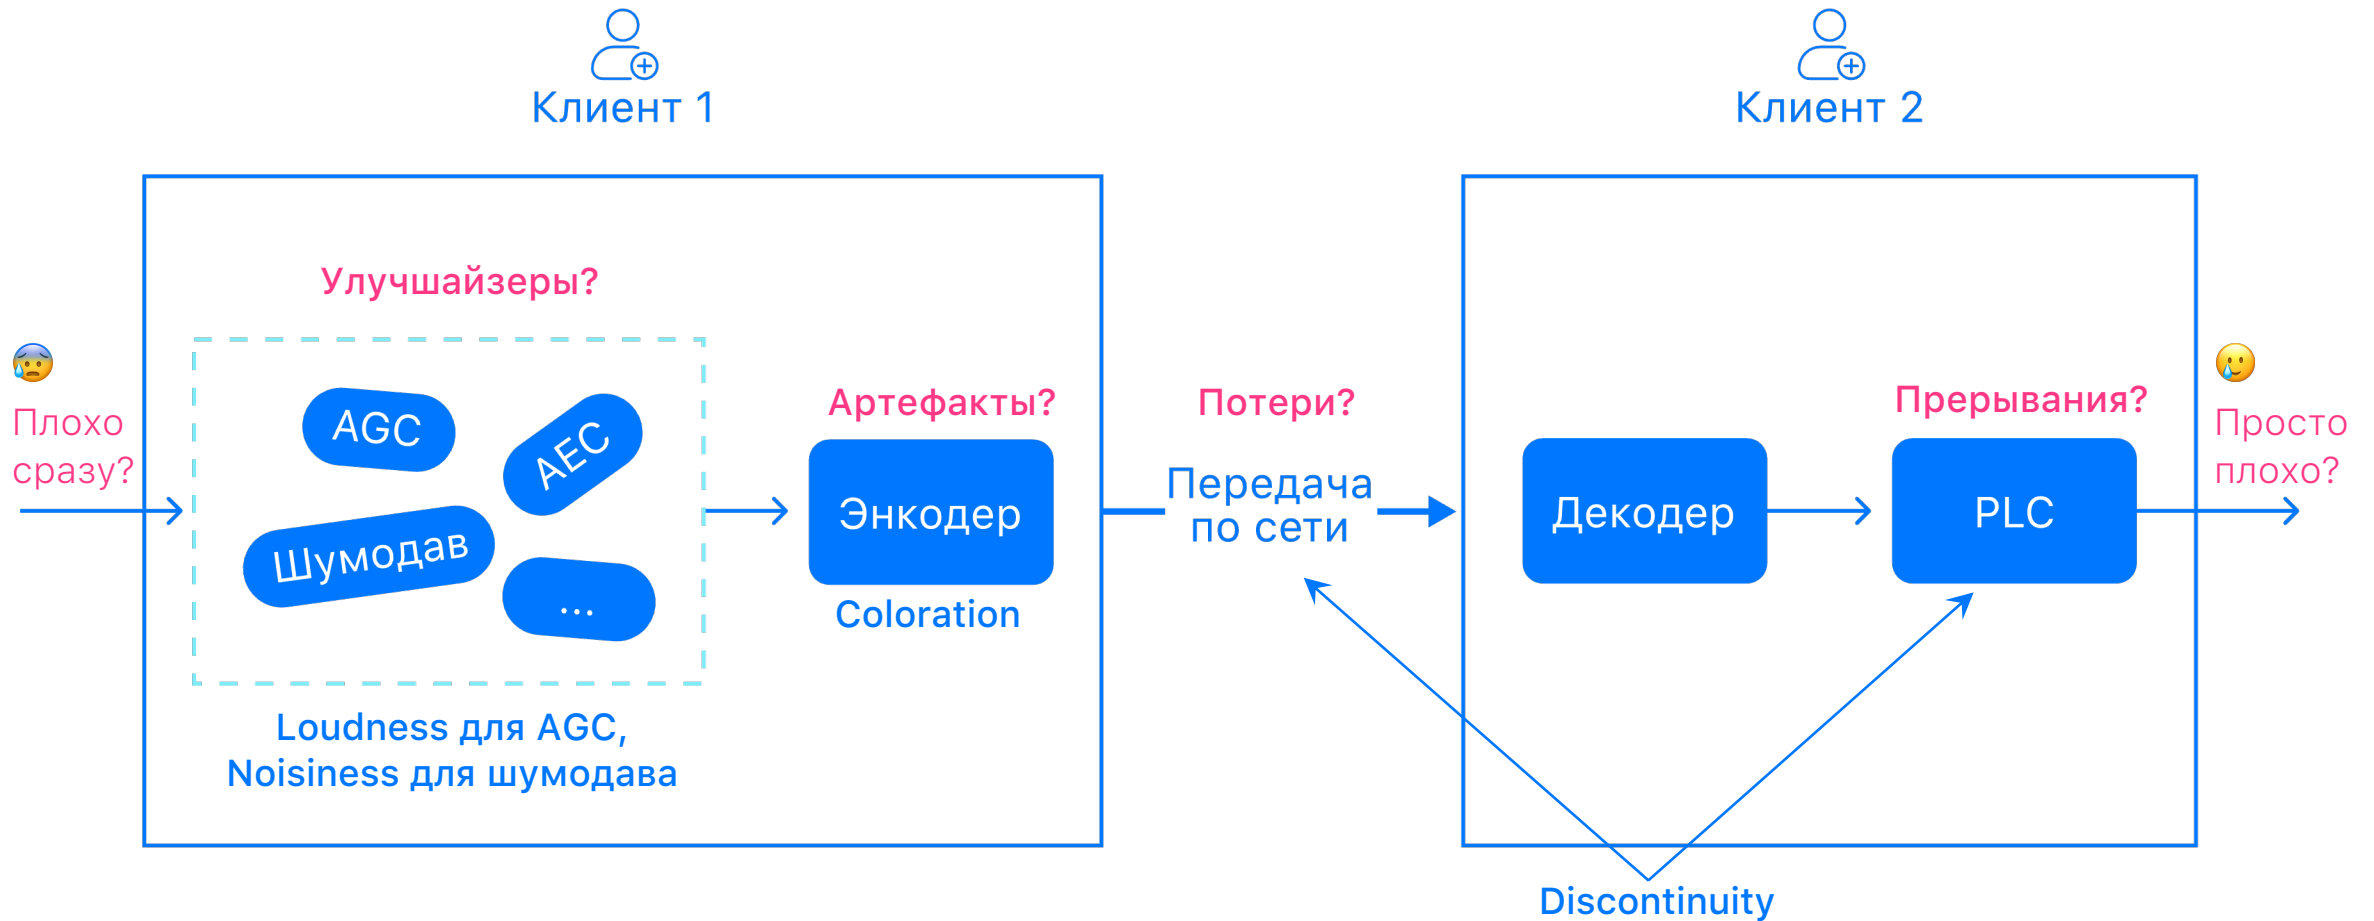 Клиент 1
Клиент 2
Улучшайзеры?
Плохо
сразу?
AGC
AEC
Шумодав
...
Loudness для AGC,
Noisiness для шумодава
Артефакты?
Энкодер
Coloration
Потери?
Передача
по сети
Декодер
Прерывания?
PLC
Просто
плохо?
Discontinuity